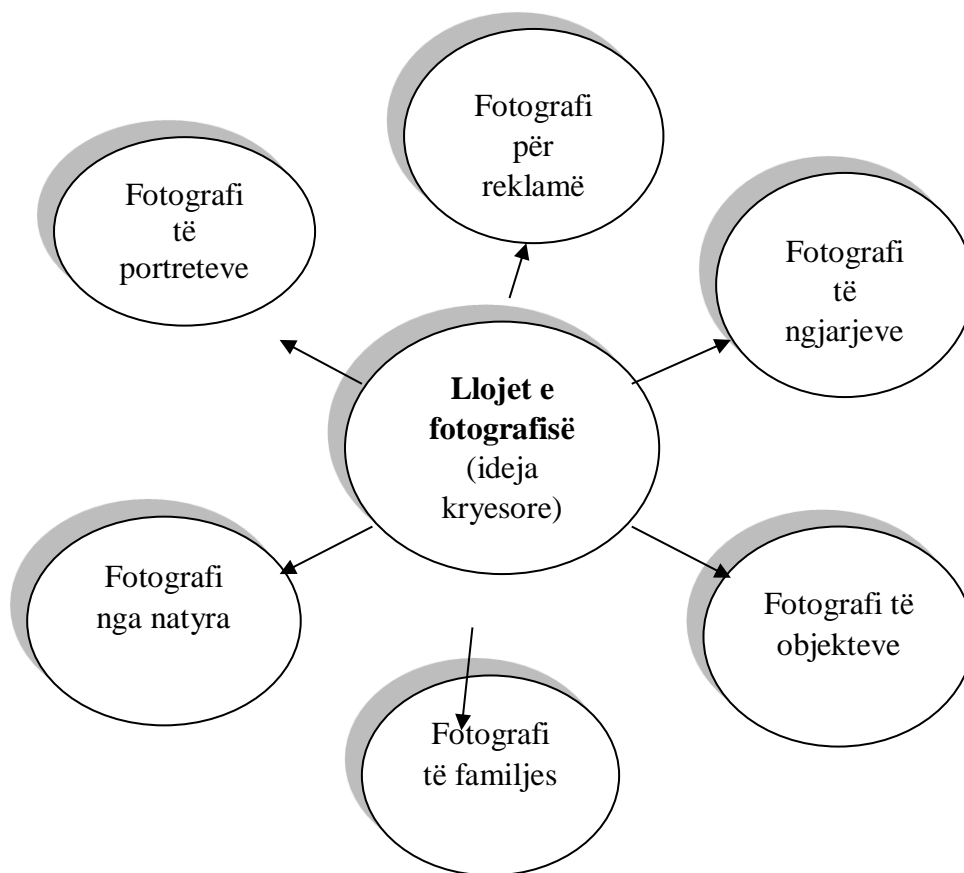 Fotografi
për
reklamë
Fotografi
të
portreteve
Fotografi
të
ngjarjeve
Llojet e
fotografisë
(ideja
kryesore)
Fotografi
nga natyra
Fotografi të
objekteve
Fotografi
të familjes